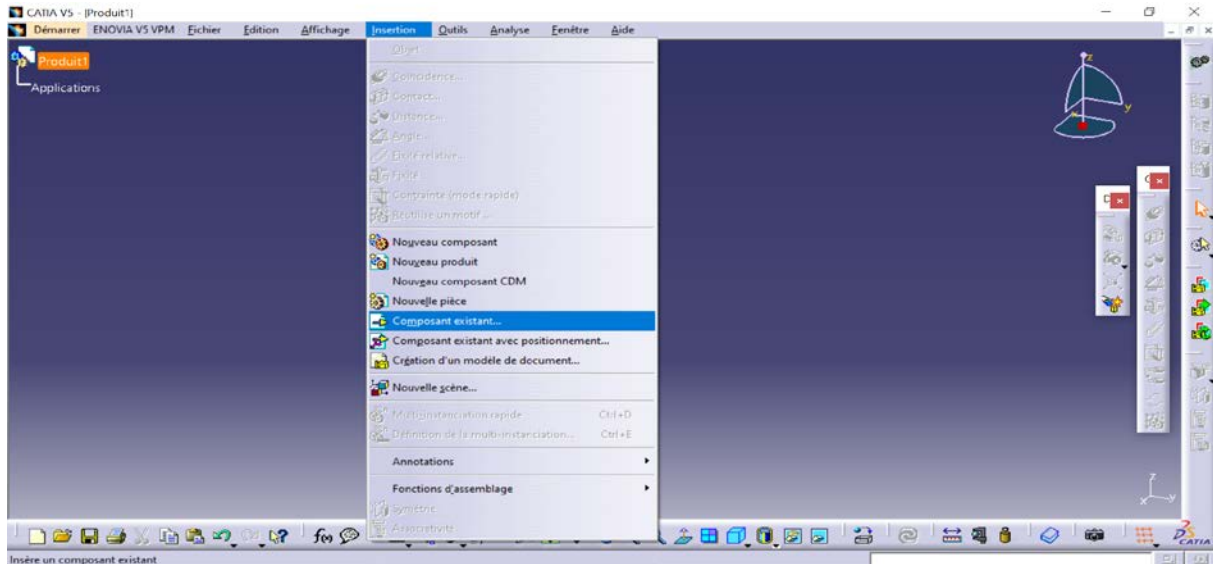 CATIA V5 - [Produit1]
Démarrer ENOVIA V5 VPM Eichier Edition Affichage Insertion Outils Analyse Fenêtre Aide
Produit1
Applications
Objet
Coïncidence...
Contact...
Distance...
Angle...
Fixité relative...
Fixité
Contrainte (mode rapide)
Réutilise un motif ...
Nouveau composant
Nouveau produit
Nouveau composant CDM
Nouvelle pièce
Composant existant...
Composant existant avec positionnement...
Création d'un modèle de document...
Nouvelle scène...
Multi-instanciation rapide Ctrl+D
Définition de la multi-instanciation... Ctrl+E
Annotations
Fonctions d'assemblage
Symétrie
Associativité
z
y
x
D
C
z
x y
f(x)
CATIA
Insère un composant existant